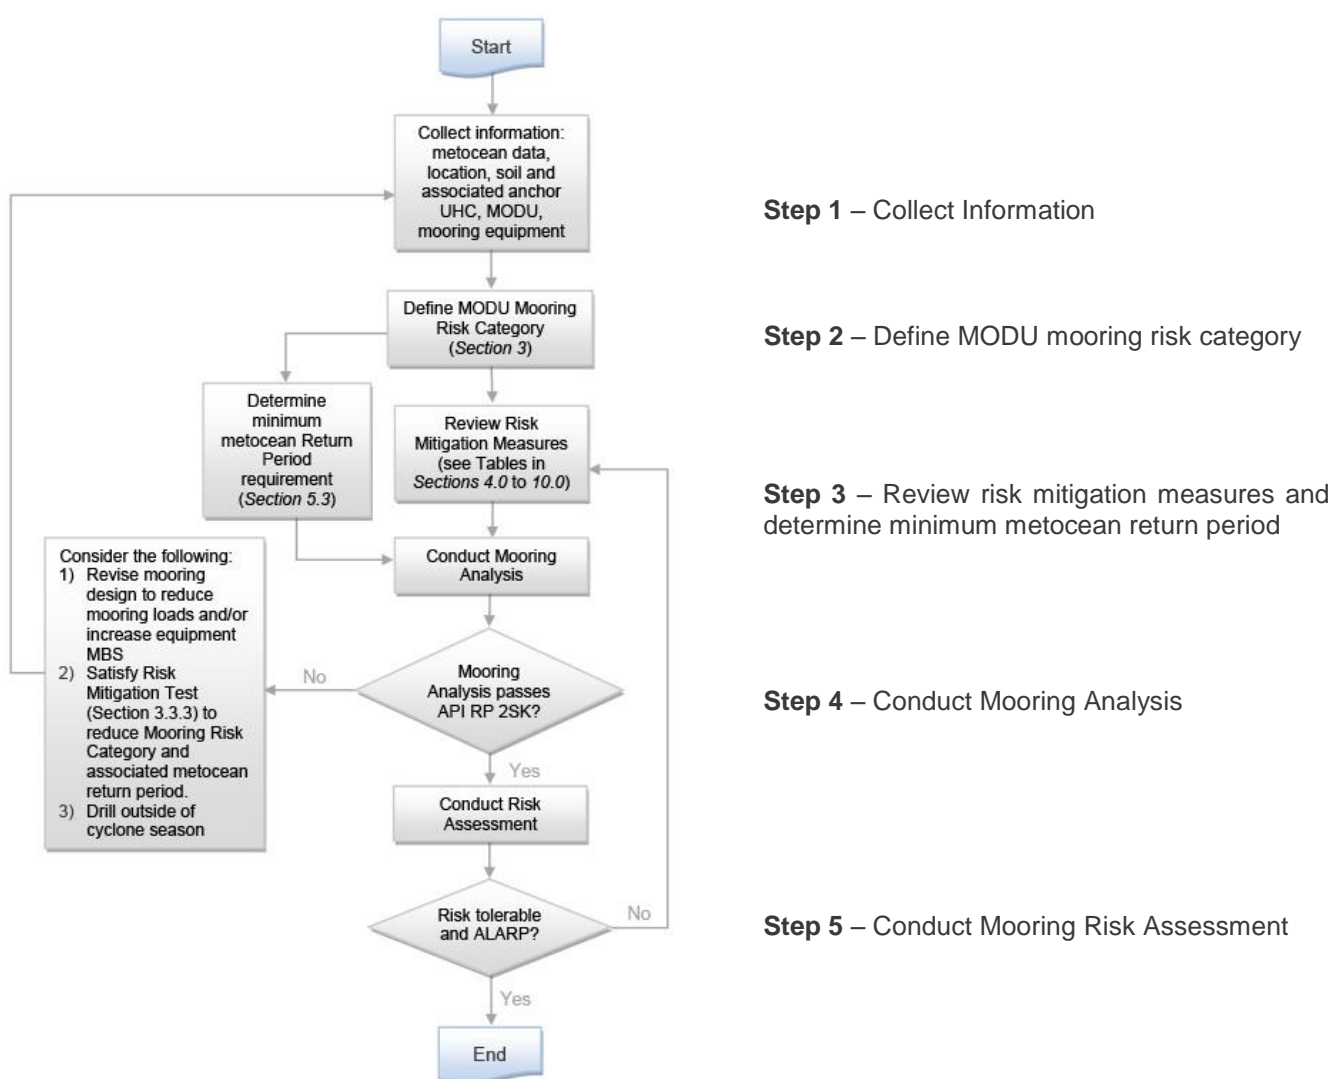 Start
Collect information:
metocean data,
location, soil and
associated anchor
UHC, MODU,
mooring equipment
Step 1 – Collect Information
Define MODU Mooring
Risk Category
(Section 3)
Step 2 – Define MODU mooring risk category
Determine
minimum
metocean Return
Period
requirement
(Section 5.3)
Review Risk
Mitigation Measures
(see Tables in
Sections 4.0 to 10.0)
Step 3 – Review risk mitigation measures and
determine minimum metocean return period
Conduct Mooring
Analysis
Consider the following:
1) Revise mooring
design to reduce
mooring loads and/or
increase equipment
MBS
2) Satisfy Risk
Mitigation Test
(Section 3.3.3) to
reduce Mooring Risk
Category and
associated metocean
return period.
3) Drill outside of
cyclone season
No
Mooring
Analysis passes
API RP 2SK?
Step 4 – Conduct Mooring Analysis
Yes
Conduct Risk
Assessment
Risk tolerable
and ALARP?
No
Step 5 – Conduct Mooring Risk Assessment
Yes
End